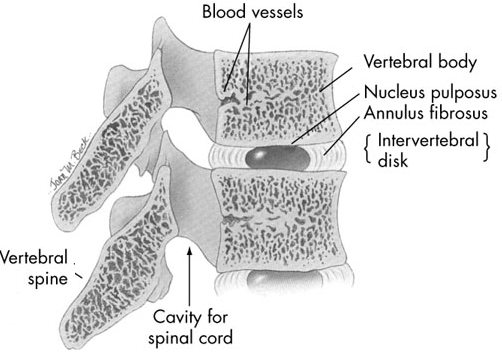 Blood vessels
Vertebral body
Nucleus pulposus
Annulus fibrosus
{ Intervertebral }
disk
Vertebral
spine
Cavity for
spinal cord